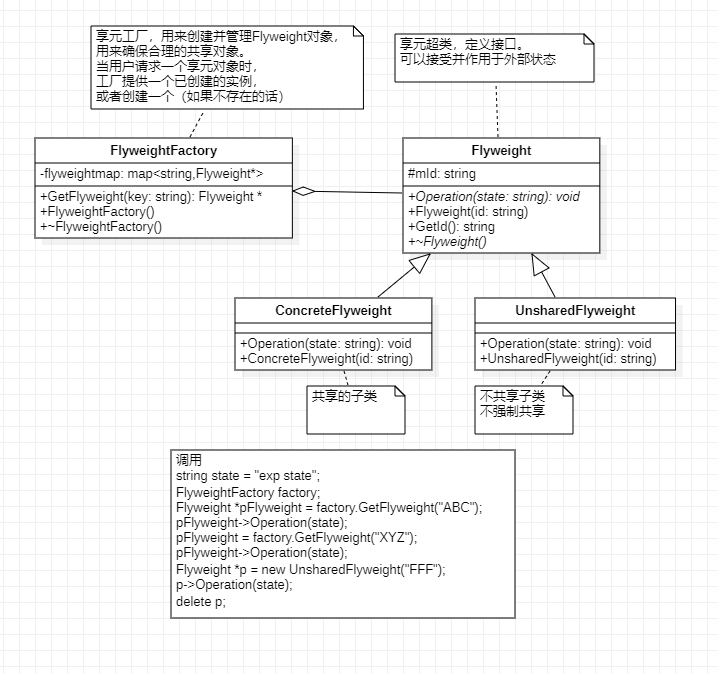 享元工厂，用来创建并管理Flyweight对象，
用来确保合理的共享对象。
当用户请求一个享元对象时，
工厂提供一个已创建的实例，
或者创建一个（如果不存在的话）
享元超类，定义接口。
可以接受并作用于外部状态
FlyweightFactory
-flyweightmap: map<string,Flyweight*>
+GetFlyweight(key: string): Flyweight *
+FlyweightFactory()
+~FlyweightFactory()
Flyweight
#mId: string
+Operation(state: string): void
+Flyweight(id: string)
+GetId(): string
+~Flyweight()
ConcreteFlyweight
+Operation(state: string): void
+ConcreteFlyweight(id: string)
UnsharedFlyweight
+Operation(state: string): void
+UnsharedFlyweight(id: string)
共享的子类
不共享子类
不强制共享
调用
string state = "exp state";
FlyweightFactory factory;
Flyweight *pFlyweight = factory.GetFlyweight("ABC");
pFlyweight->Operation(state);
pFlyweight = factory.GetFlyweight("XYZ");
pFlyweight->Operation(state);
Flyweight *p = new UnsharedFlyweight("FFF");
p->Operation(state);
delete p;